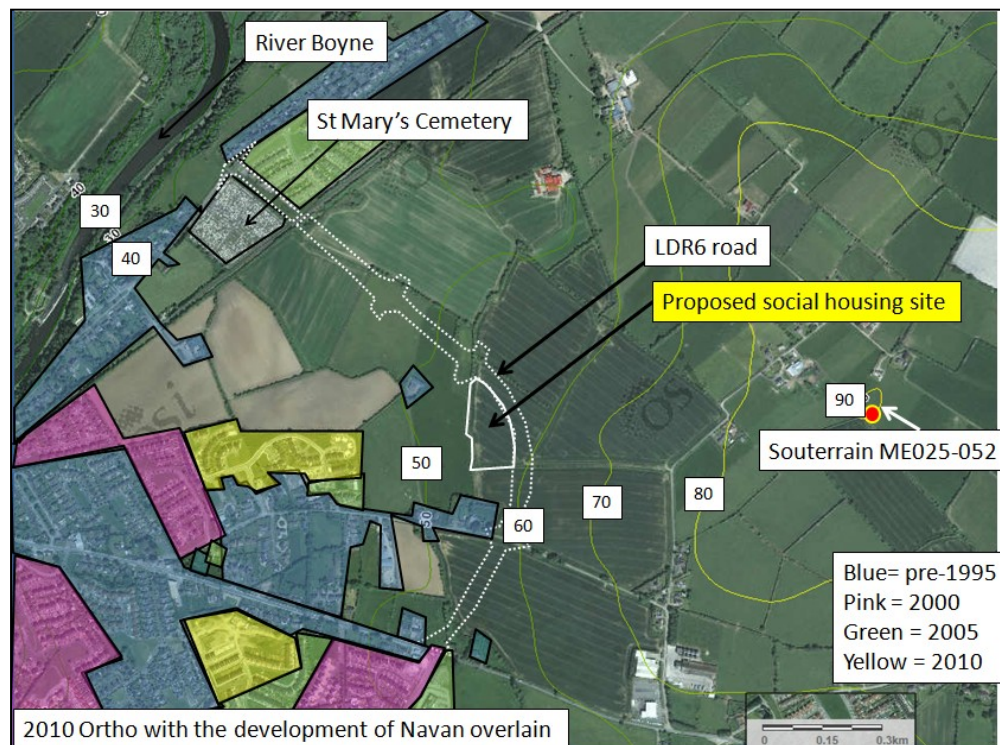 River Boyne
St Mary's Cemetery
40
30
40
LDR6 road
Proposed social housing site
90
Souterrain ME025-052
50
80
70
60
50
Blue= pre-1995
Pink = 2000
Green = 2005
Yellow = 2010
2010 Ortho with the development of Navan overlain
0 0.15 0.3km